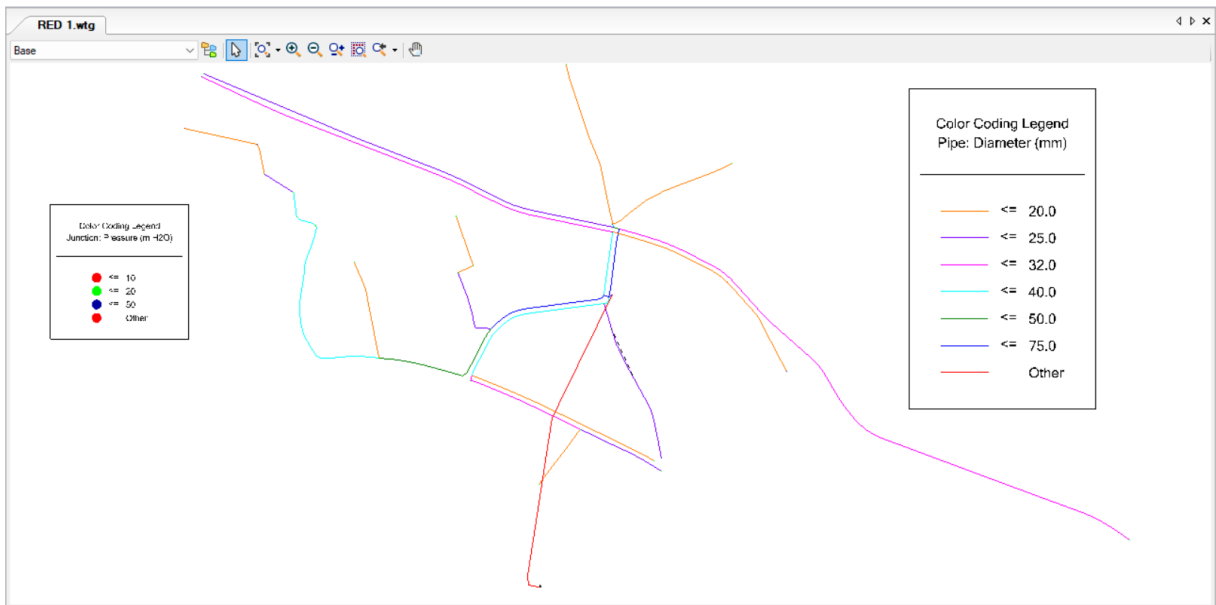 RED 1.wtg
Base
Color Coding Legend
Pipe: Diameter (mm)
<= 20.0
<= 25.0
<= 32.0
<= 40.0
<= 50.0
<= 75.0
Other
Color Coding Legend
Junction: Pressure (m H2O)
<= 10
<= 20
<= 50
Other